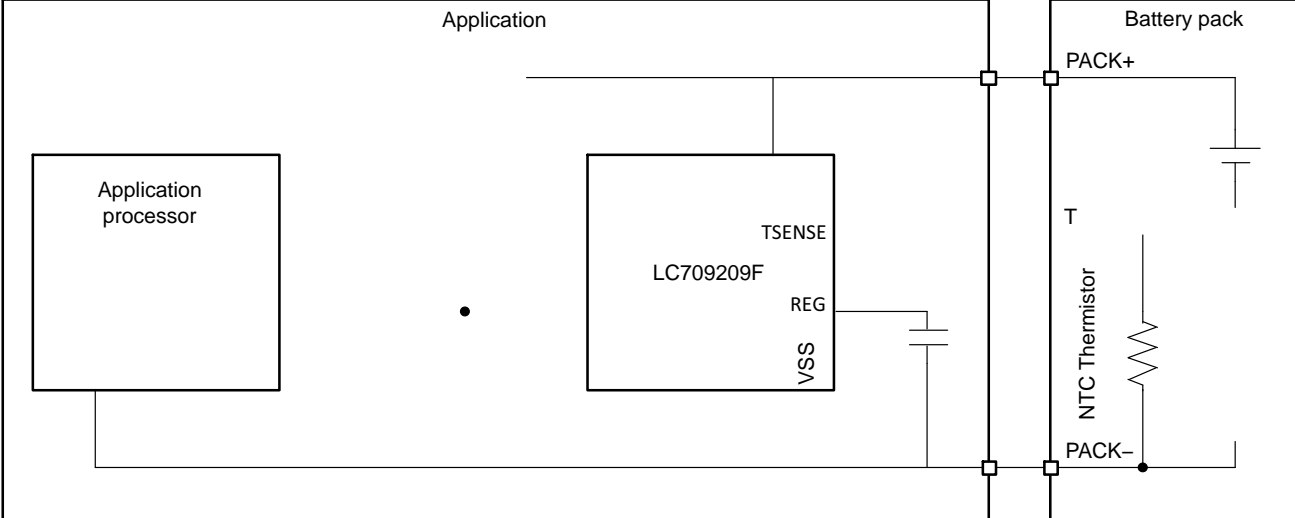 Application
Battery pack
PACK+
Application
processor
T
TSENSE
LC709209F
REG
VSS
NTC Thermistor
PACK–